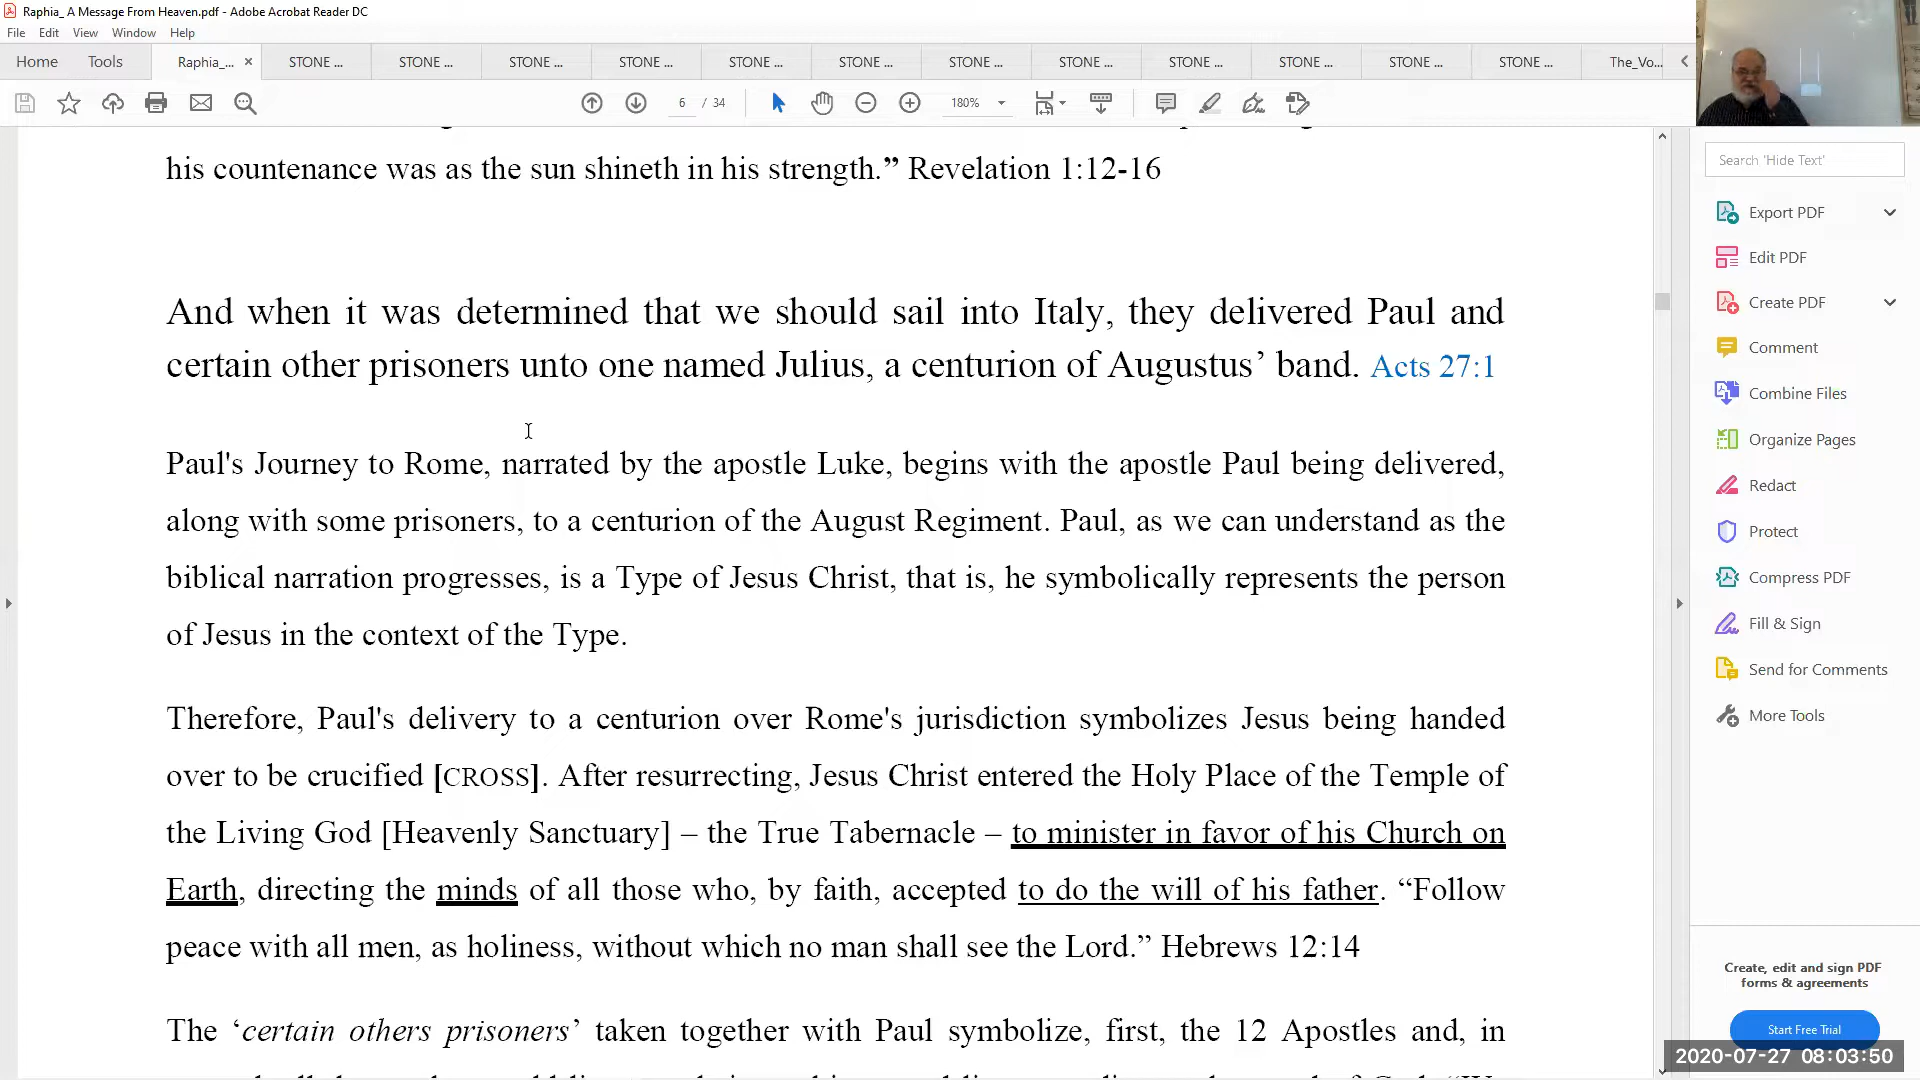 Raphia_ A Message From Heaven.pdf - Adobe Acrobat Reader DC
File Edit View Window Help
Home Tools Raphia_... × STONE ... STONE ... STONE ... STONE ... STONE ... STONE ... STONE ... STONE ... STONE ... STONE ... STONE ... STONE ... The_Vo...
6 / 34 180%
his countenance was as the sun shineth in his strength.” Revelation 1:12-16
And when it was determined that we should sail into Italy, they delivered Paul and
certain other prisoners unto one named Julius, a centurion of Augustus’ band. Acts 27:1
Paul's Journey to Rome, narrated by the apostle Luke, begins with the apostle Paul being delivered,
along with some prisoners, to a centurion of the August Regiment. Paul, as we can understand as the
biblical narration progresses, is a Type of Jesus Christ, that is, he symbolically represents the person
of Jesus in the context of the Type.
Therefore, Paul's delivery to a centurion over Rome's jurisdiction symbolizes Jesus being handed
over to be crucified [CROSS]. After resurrecting, Jesus Christ entered the Holy Place of the Temple of
the Living God [Heavenly Sanctuary] – the True Tabernacle – to minister in favor of his Church on
Earth, directing the minds of all those who, by faith, accepted to do the will of his father. “Follow
peace with all men, as holiness, without which no man shall see the Lord.” Hebrews 12:14
The ‘certain others prisoners’ taken together with Paul symbolize, first, the 12 Apostles and, in
Search 'Hide Text'
Export PDF
Edit PDF
Create PDF
Comment
Combine Files
Organize Pages
Redact
Protect
Compress PDF
Fill & Sign
Send for Comments
More Tools
Create, edit and sign PDF
forms & agreements
Start Free Trial
2020-07-27 08:03:50